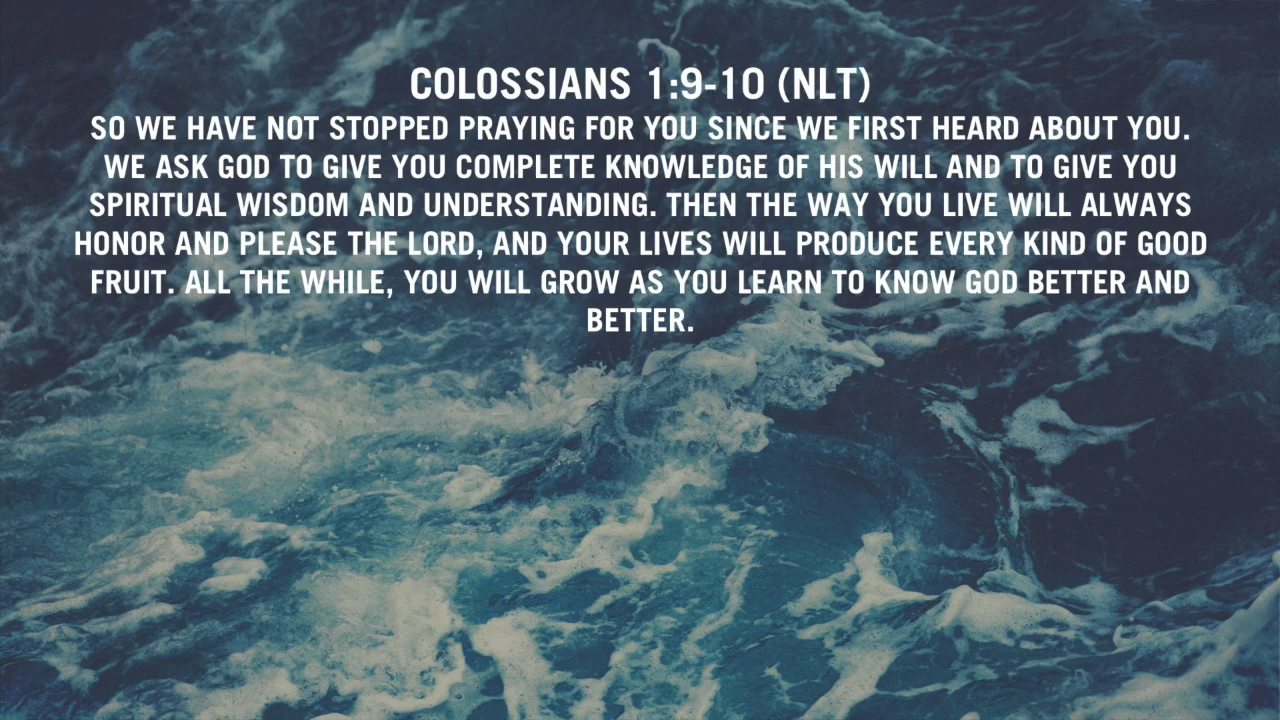 COLOSSIANS 1:9-10 (NLT)
SO WE HAVE NOT STOPPED PRAYING FOR YOU SINCE WE FIRST HEARD ABOUT YOU.
WE ASK GOD TO GIVE YOU COMPLETE KNOWLEDGE OF HIS WILL AND TO GIVE YOU
SPIRITUAL WISDOM AND UNDERSTANDING. THEN THE WAY YOU LIVE WILL ALWAYS
HONOR AND PLEASE THE LORD, AND YOUR LIVES WILL PRODUCE EVERY KIND OF GOOD
FRUIT. ALL THE WHILE, YOU WILL GROW AS YOU LEARN TO KNOW GOD BETTER AND
BETTER.